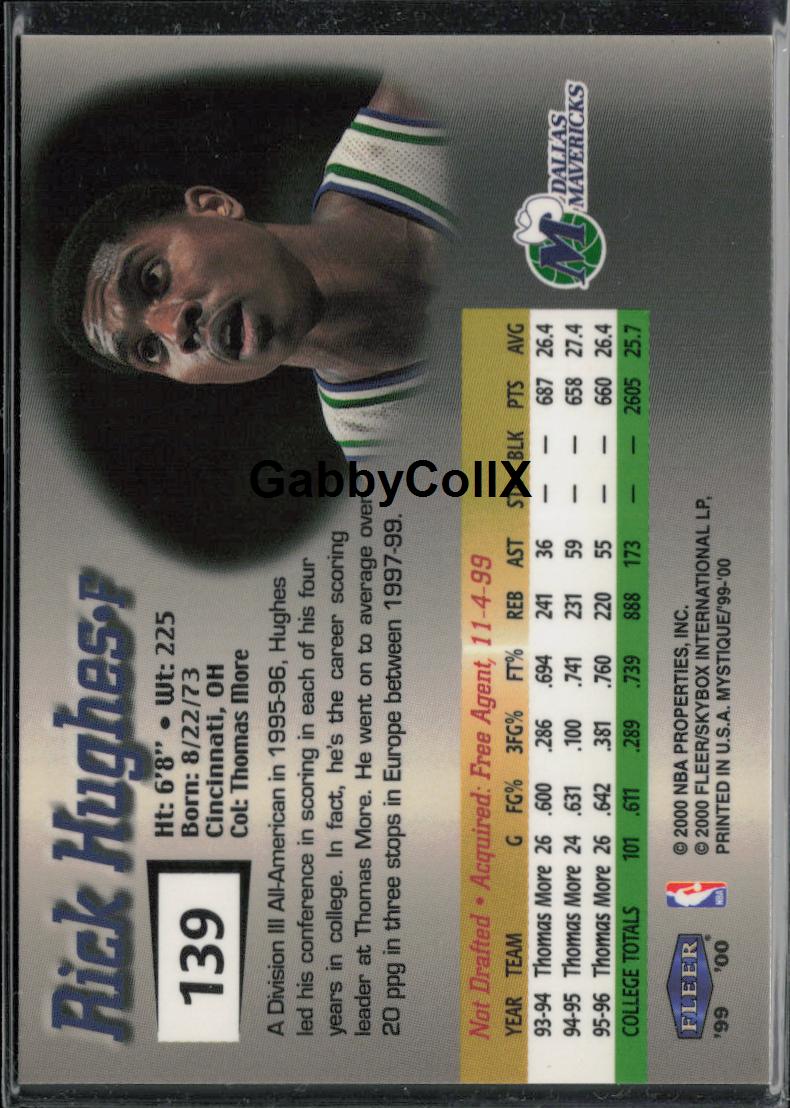 Rick Hughes•F
139
Ht: 6'8" • Wt: 225
Born: 8/22/73
Cincinnati, OH
Col: Thomas More
A Division III All-American in 1995-96, Hughes
led his conference in scoring in each of his four
years in college. In fact, he's the career scoring
leader at Thomas More. He went on to average over
20 ppg in three stops in Europe between 1997-99.
GabbyCollX
DALLAS
MAVERICKS
M
Not Drafted • Acquired: Free Agent, 11-4-99
YEAR TEAM G FG% 3FG% FT% REB AST BLK PTS AVG
93-94 Thomas More 26 .600 .286 .694 241 36 — — 687 26.4
94-95 Thomas More 24 .631 .100 .741 231 59 — — 658 27.4
95-96 Thomas More 26 .642 .381 .760 220 55 — — 660 26.4
COLLEGE TOTALS 101 .611 .289 .739 888 173 — — 2605 25.7
FLEER®
'99 '00
NBA
© 2000 NBA PROPERTIES, INC.
© 2000 FLEER/SKYBOX INTERNATIONAL LP,
PRINTED IN U.S.A. MYSTIQUE/'99-'00